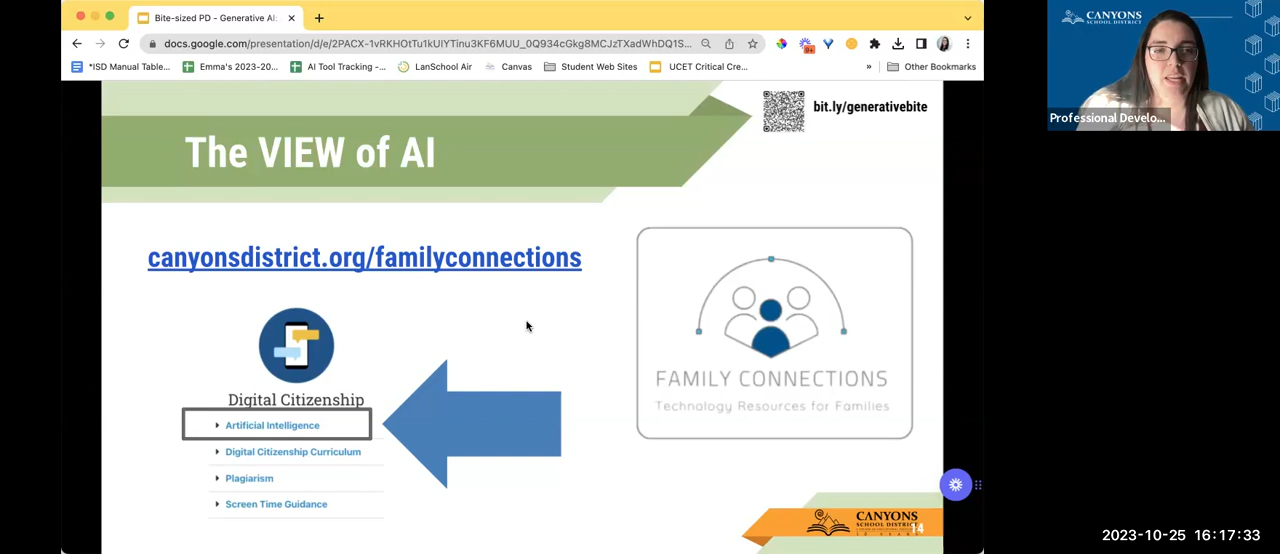 Bite-sized PD - Generative AI:
docs.google.com/presentation/d/e/2PACX-1vRKHOtTu1kUIYTinu3KF6MUU_0Q934cGkg8MCJzTXadWhDQ1S...
9+
*ISD Manual Table...
Emma's 2023-20...
AI Tool Tracking -...
LanSchool Air
Canvas
Student Web Sites
UCET Critical Cre...
»
Other Bookmarks
bit.ly/generativebite
The VIEW of AI
canyonsdistrict.org/familyconnections
Digital Citizenship
Artificial Intelligence
Digital Citizenship Curriculum
Plagiarism
Screen Time Guidance
FAMILY CONNECTIONS
Technology Resources for Families
CANYONS
SCHOOL DISTRICT
14
CANYONS
SCHOOL DISTRICT
Professional Develo...
2023-10-25 16:17:33